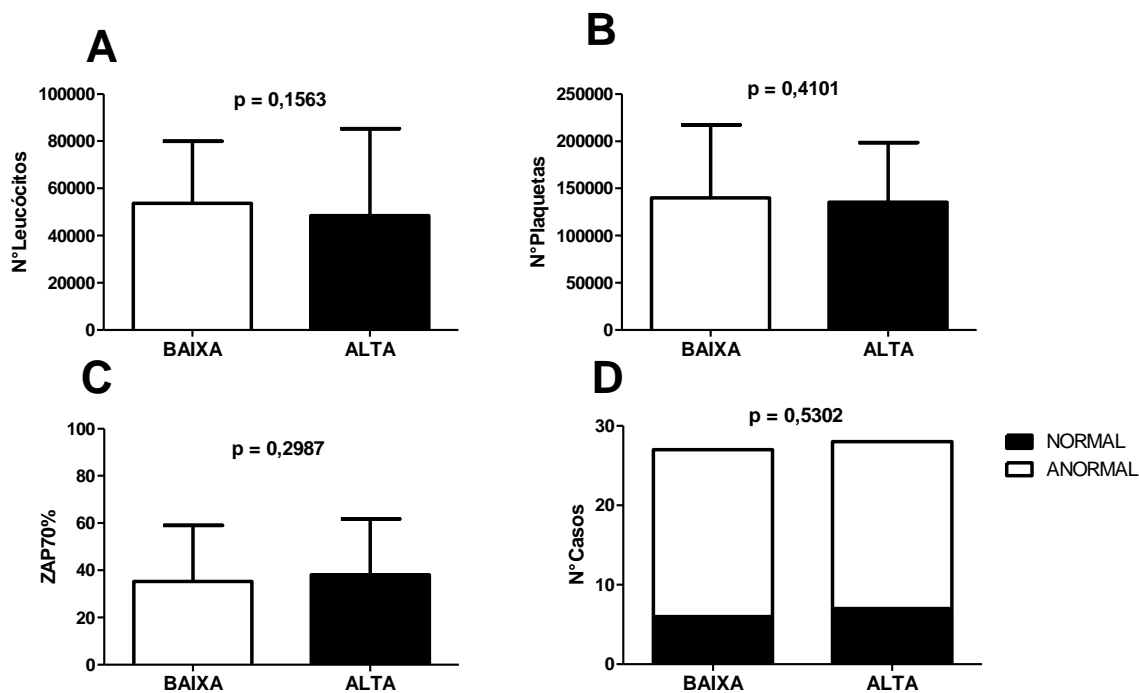 A
p = 0,1563
N°Leucócitos
100000
80000
60000
40000
20000
0
BAIXA ALTA
B
p = 0,4101
N°Plaquetas
250000
200000
150000
100000
50000
0
BAIXA ALTA
C
p = 0,2987
ZAP70%
100
80
60
40
20
0
BAIXA ALTA
D
p = 0,5302
N°Casos
30
20
10
0
BAIXA ALTA
NORMAL
ANORMAL